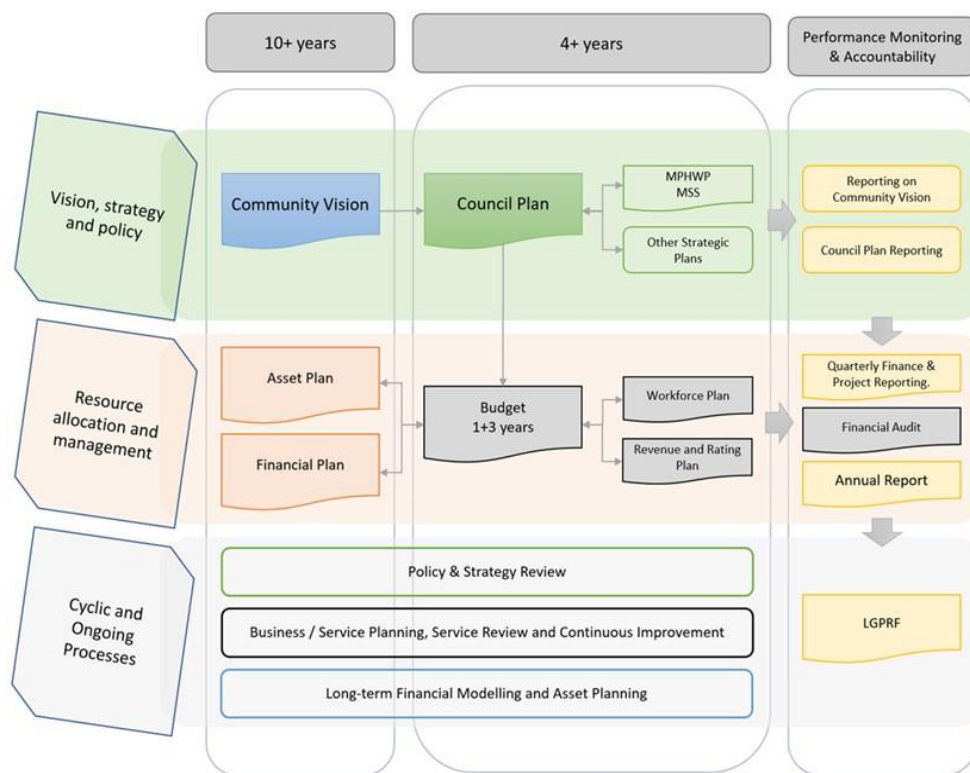 10+ years
4+ years
Performance Monitoring
& Accountability
Vision, strategy
and policy
Community Vision
Council Plan
MPHWP
MSS
Other Strategic
Plans
Reporting on
Community Vision
Council Plan Reporting
Resource
allocation and
management
Asset Plan
Financial Plan
Budget
1+3 years
Workforce Plan
Revenue and Rating
Plan
Quarterly Finance &
Project Reporting.
Financial Audit
Annual Report
Cyclic and
Ongoing
Processes
Policy & Strategy Review
Business / Service Planning, Service Review and Continuous Improvement
Long-term Financial Modelling and Asset Planning
LGPRF